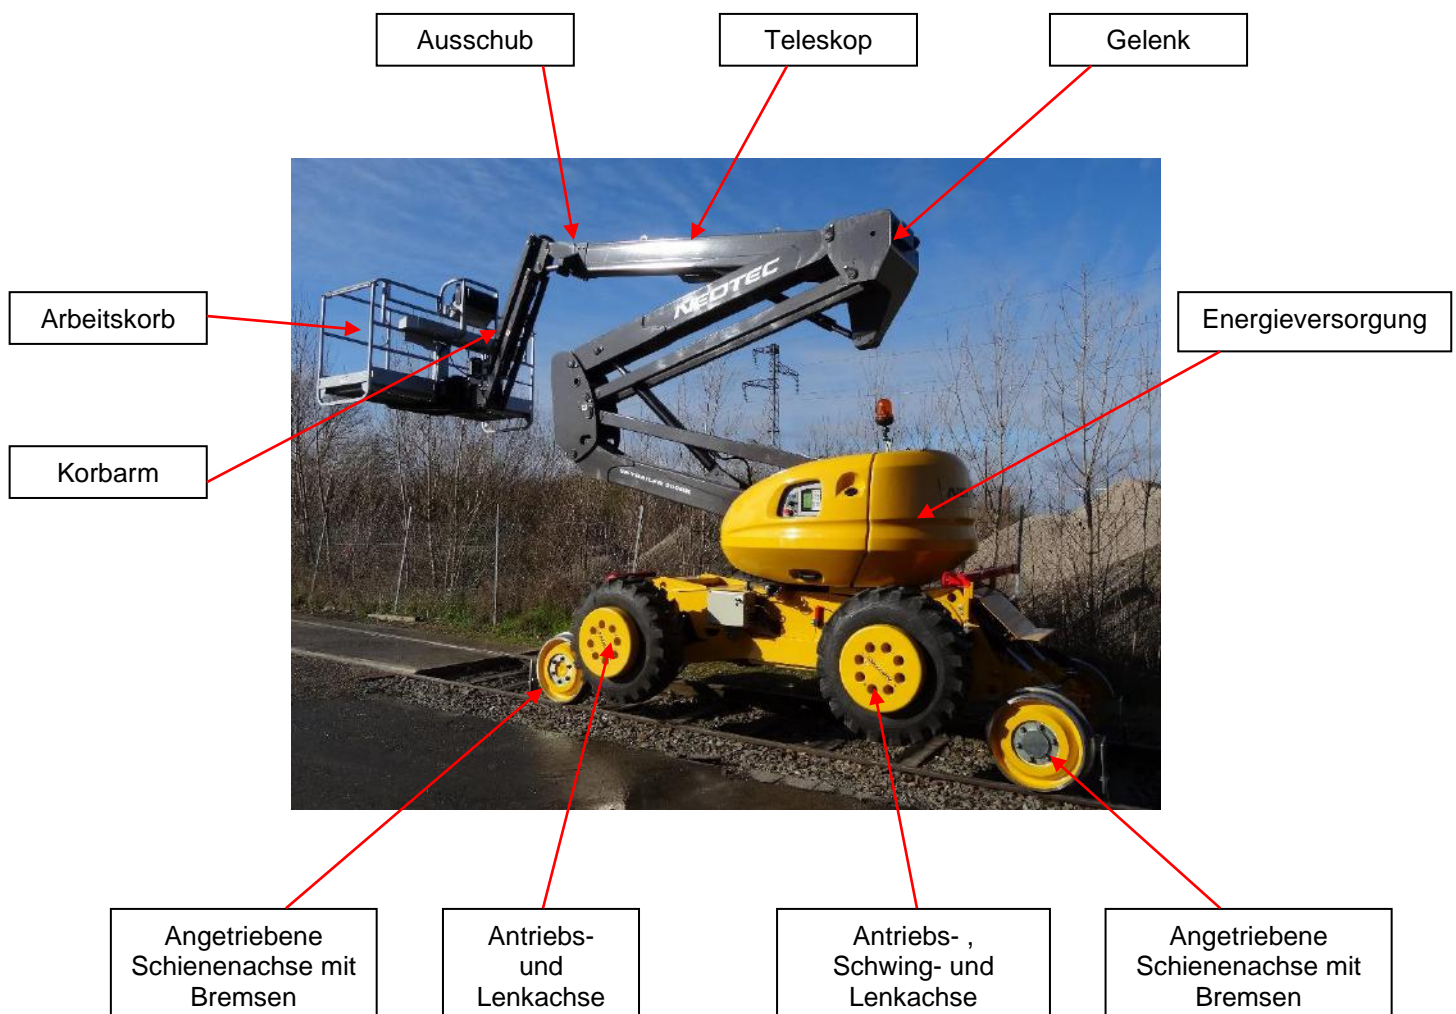 Ausschub
Teleskop
Gelenk
Arbeitskorb
Energieversorgung
NEOTEC
Korbarm
Angetriebene
Schienenachse mit
Bremsen
Antriebs-
und
Lenkachse
Antriebs- ,
Schwing- und
Lenkachse
Angetriebene
Schienenachse mit
Bremsen